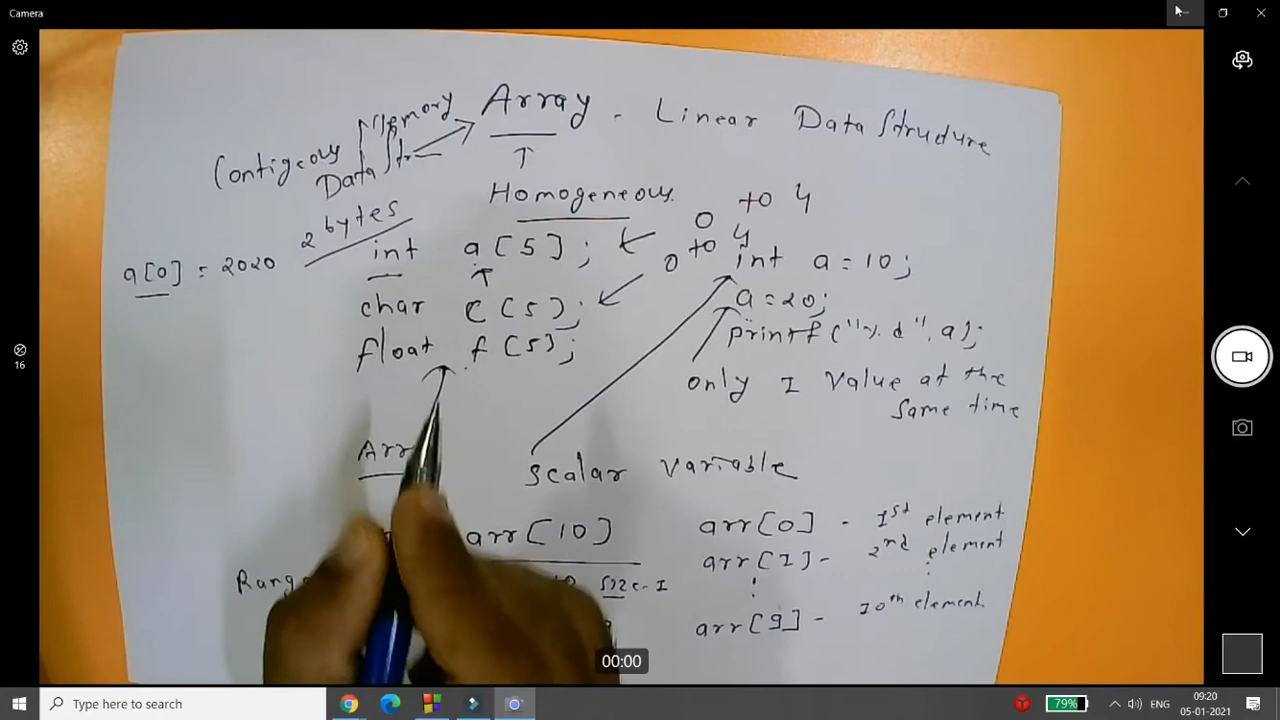 Camera
Array - Linear Data Structure
Contigeous Memory
Data Str
Homogeneous
0 to 4
2 bytes
int a[5];
0 to 4
a[0] = 2020
char c[5];
float f[5];
int a = 10;
a = 20;
printf("%d", a);
only 1 value at the
same time
Arr
Scalar Variable
arr[10]
arr[0] - 1st element
arr[1] - 2nd element
:
:
arr[9] - 10th element.
Rang
size-1
00:00
Type here to search
16
79%
ENG
09:20
05-01-2021